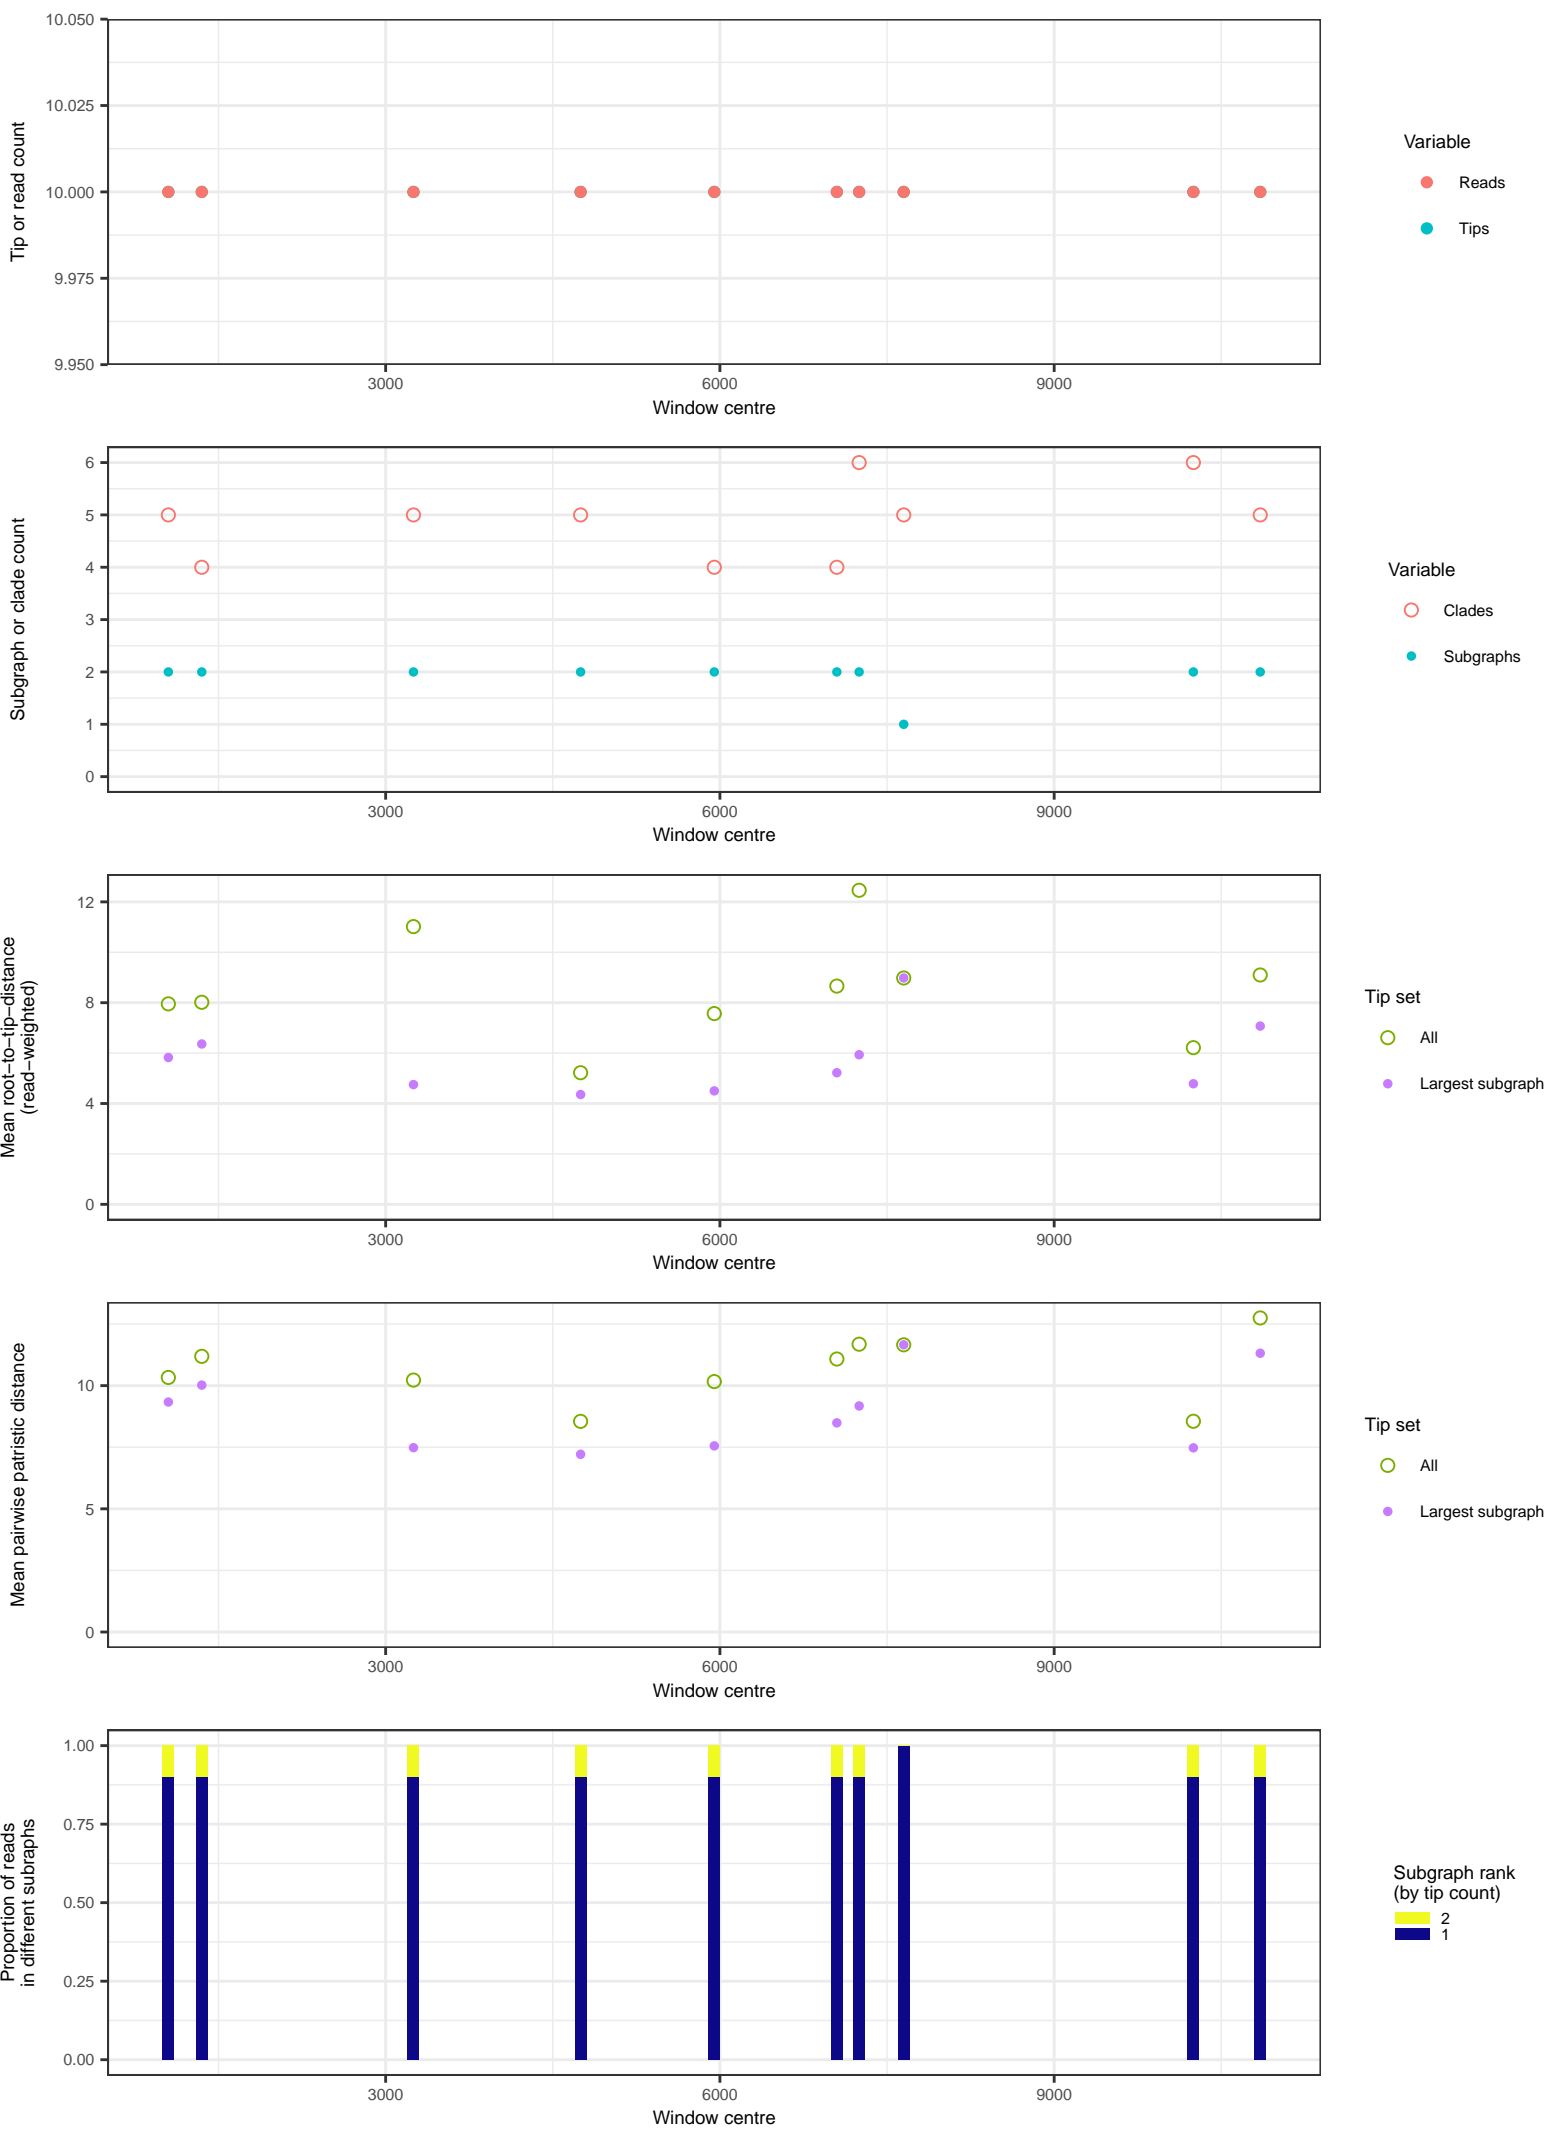 10.050
10.025
10.000
9.975
9.950
Tip or read count
3000 6000 9000
Window centre
Variable
Reads
Tips
6
5
4
3
2
1
0
Subgraph or clade count
3000 6000 9000
Window centre
Variable
Clades
Subgraphs
12
8
4
0
Mean root−to−tip−distance
(read−weighted)
3000 6000 9000
Window centre
Tip set
All
Largest subgraph
10
5
0
Mean pairwise patristic distance
3000 6000 9000
Window centre
Tip set
All
Largest subgraph
1.00
0.75
0.50
0.25
0.00
Proportion of reads
in different subraphs
3000 6000 9000
Window centre
Subgraph rank
(by tip count)
2
1